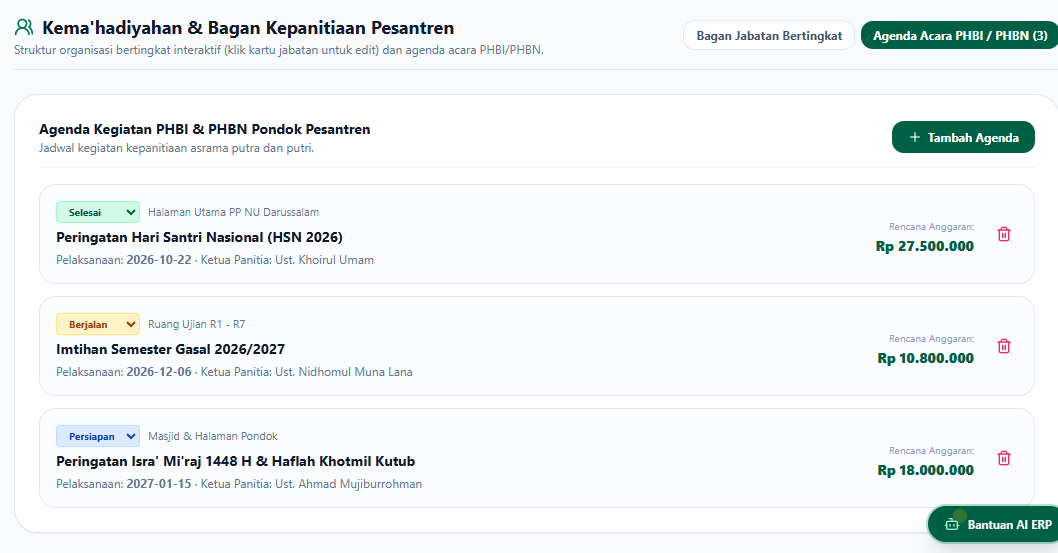 Kema'hadiyahan & Bagan Kepanitiaan Pesantren
Struktur organisasi bertingkat interaktif (klik kartu jabatan untuk edit) dan agenda acara PHBI/PHBN.
Bagan Jabatan Bertingkat
Agenda Acara PHBI / PHBN (3)
Agenda Kegiatan PHBI & PHBN Pondok Pesantren
Jadwal kegiatan kepanitiaan asrama putra dan putri.
+ Tambah Agenda
Selesai Halaman Utama PP NU Darussalam
Peringatan Hari Santri Nasional (HSN 2026)
Pelaksanaan: 2026-10-22 · Ketua Panitia: Ust. Khoirul Umam
Rencana Anggaran:
Rp 27.500.000
Berjalan Ruang Ujian R1 - R7
Imtihan Semester Gasal 2026/2027
Pelaksanaan: 2026-12-06 · Ketua Panitia: Ust. Nidhomul Muna Lana
Rencana Anggaran:
Rp 10.800.000
Persiapan Masjid & Halaman Pondok
Peringatan Isra' Mi'raj 1448 H & Haflah Khotmil Kutub
Pelaksanaan: 2027-01-15 · Ketua Panitia: Ust. Ahmad Mujiburrohman
Rencana Anggaran:
Rp 18.000.000
Bantuan AI ERP